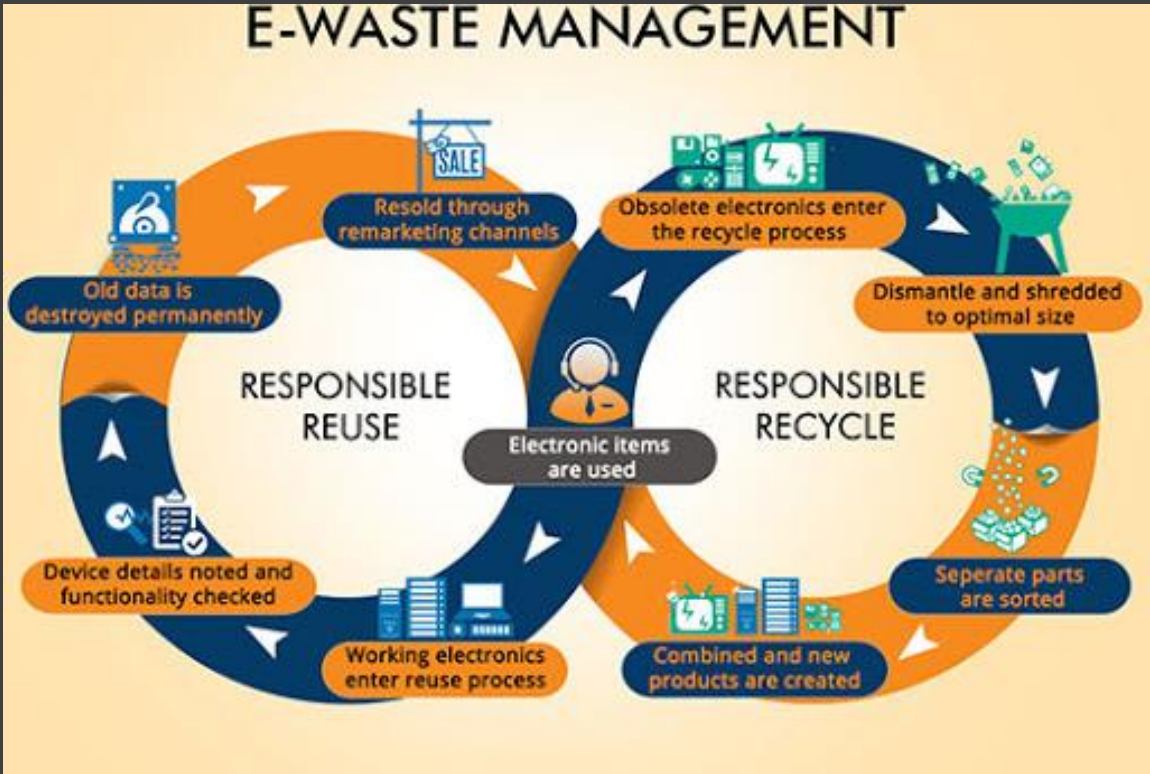 E-WASTE MANAGEMENT
SALE
Resold through
remarketing channels
Obsolete electronics enter
the recycle process
Old data is
destroyed permanently
Dismantle and shredded
to optimal size
RESPONSIBLE
REUSE
RESPONSIBLE
RECYCLE
Electronic items
are used
Device details noted and
functionality checked
Seperate parts
are sorted
Working electronics
enter reuse process
Combined and new
products are created